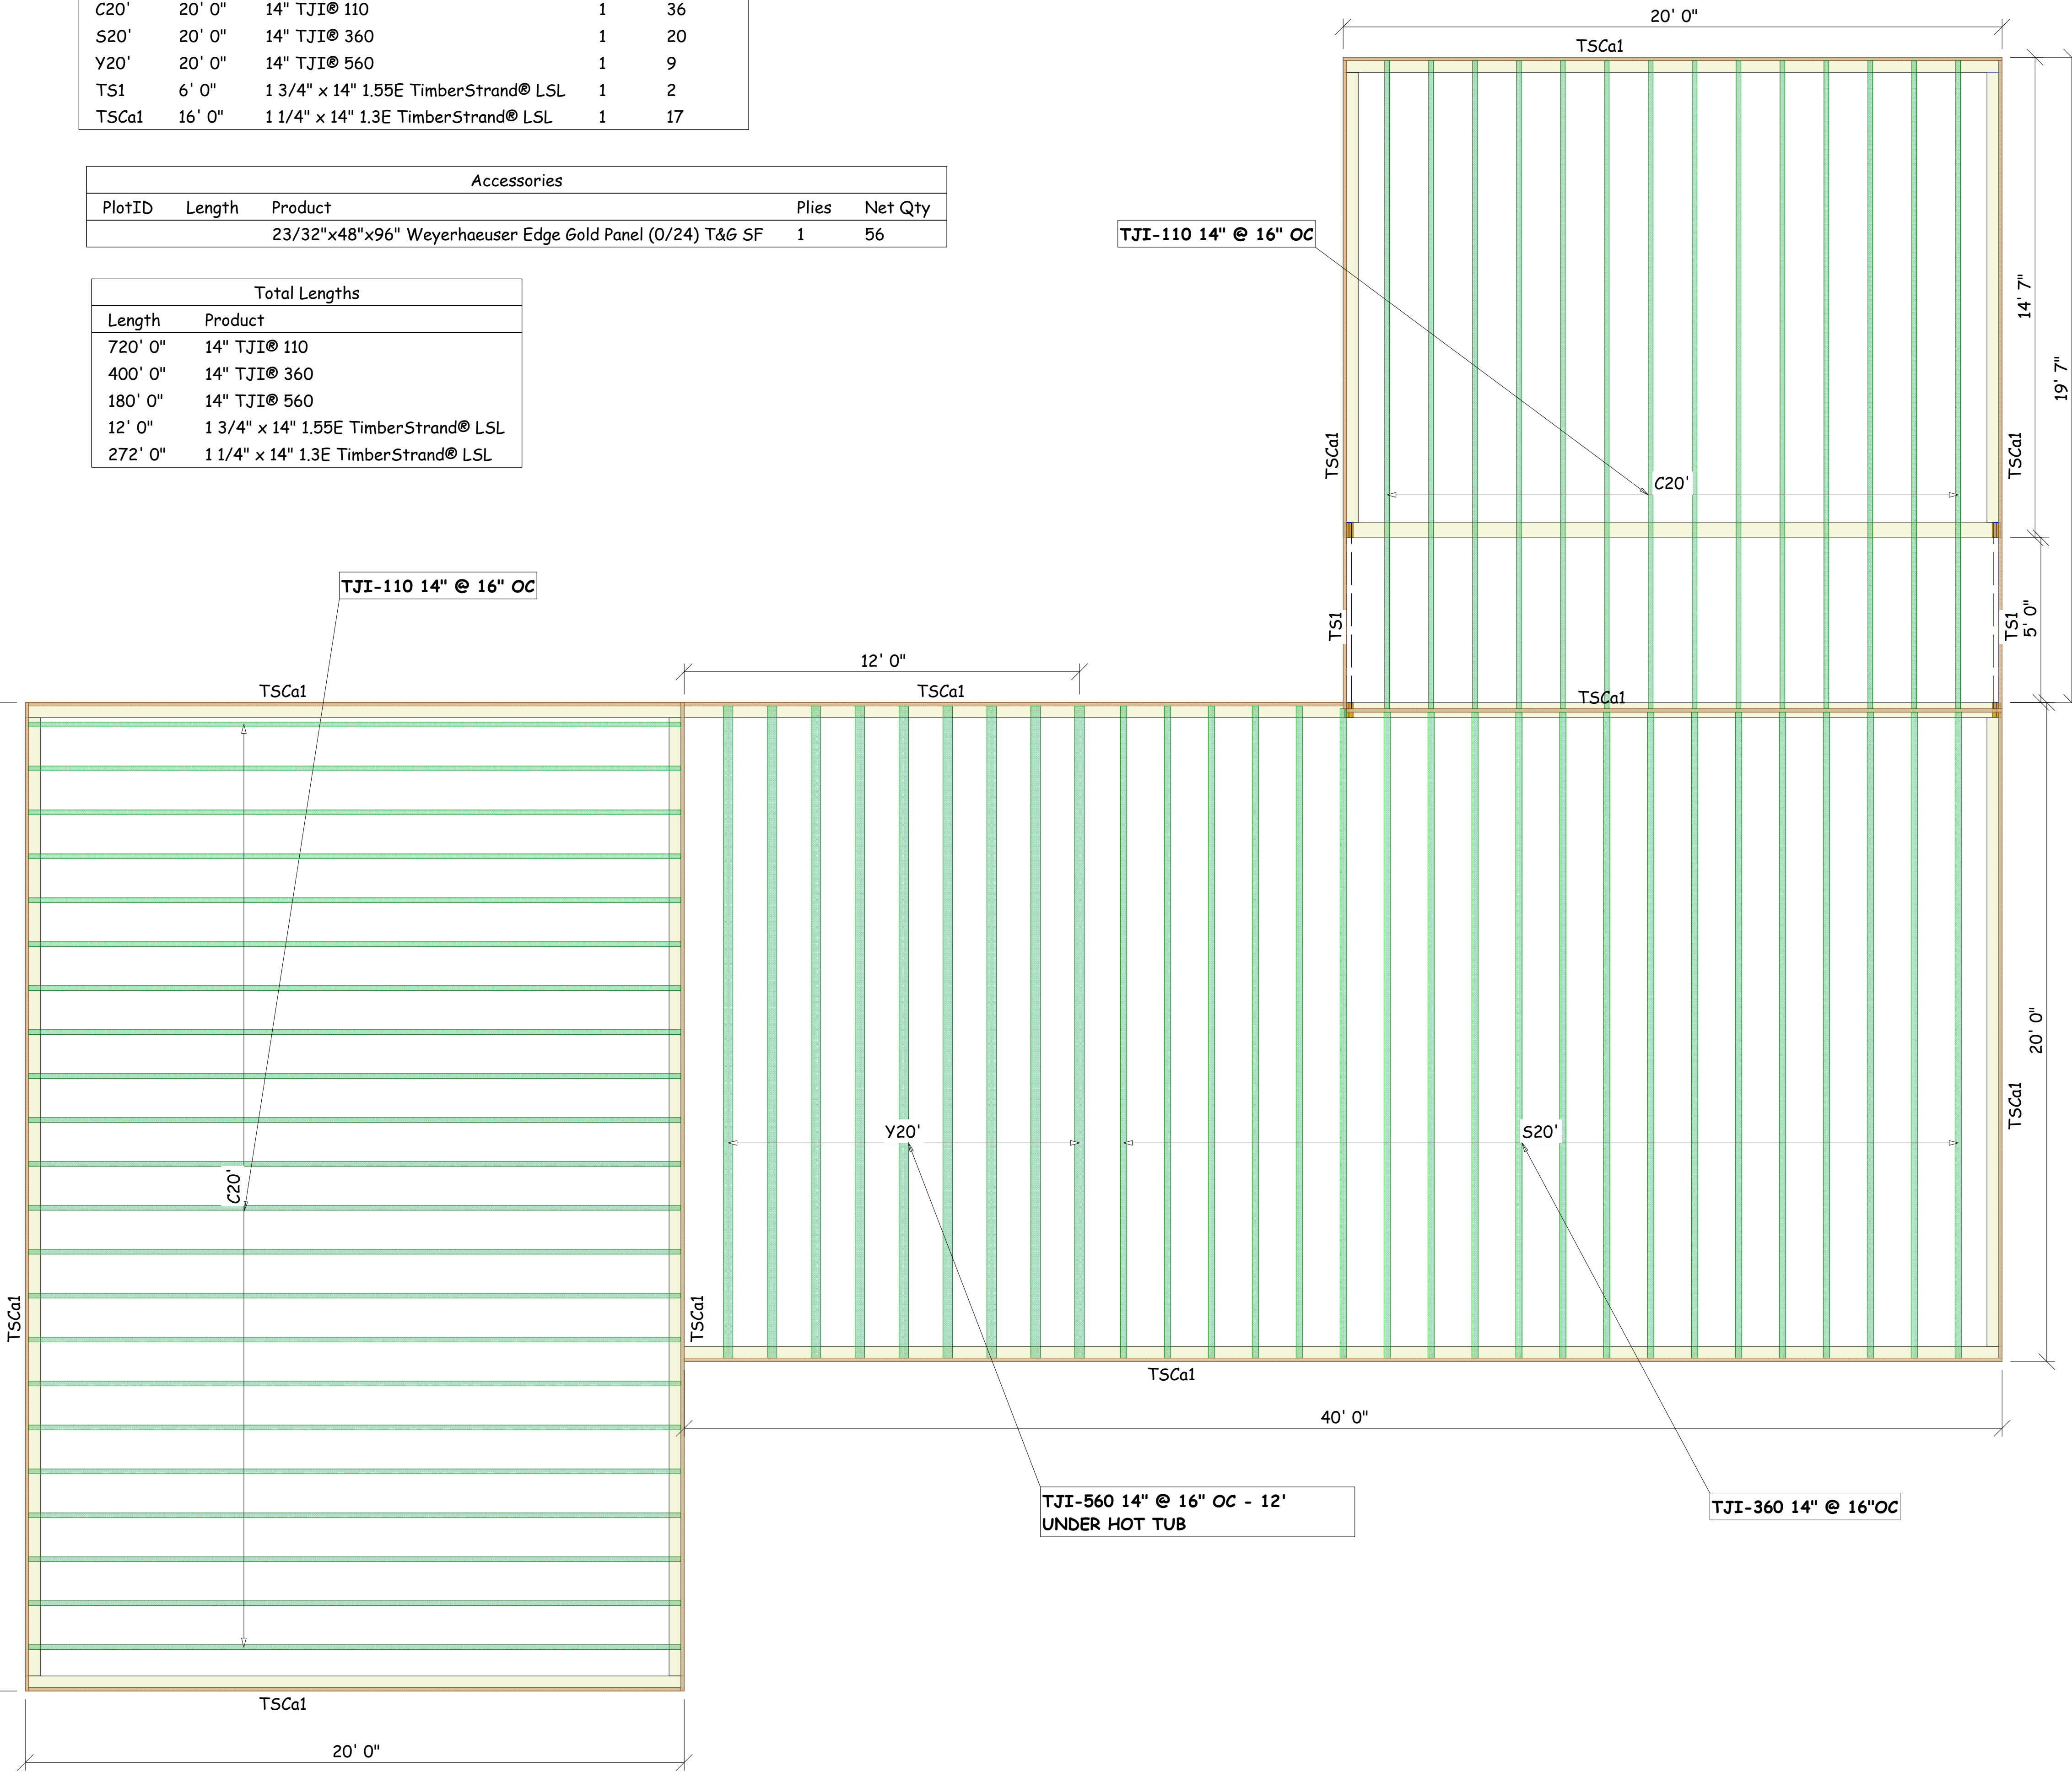 C20' 20' 0" 14" TJI® 110 1 36
S20' 20' 0" 14" TJI® 360 1 20
Y20' 20' 0" 14" TJI® 560 1 9
TS1 6' 0" 1 3/4" x 14" 1.55E TimberStrand® LSL 1 2
TSCa1 16' 0" 1 1/4" x 14" 1.3E TimberStrand® LSL 1 17
Accessories
PlotID Length Product Plies Net Qty
23/32"x48"x96" Weyerhaeuser Edge Gold Panel (0/24) T&G SF 1 56
Total Lengths
Length Product
720' 0" 14" TJI® 110
400' 0" 14" TJI® 360
180' 0" 14" TJI® 560
12' 0" 1 3/4" x 14" 1.55E TimberStrand® LSL
272' 0" 1 1/4" x 14" 1.3E TimberStrand® LSL
20' 0"
TSCa1
TJI-110 14" @ 16" OC
14' 7"
19' 7"
TSCa1
TSCa1
C20'
TJI-110 14" @ 16" OC
TS1
TS1
5' 0"
12' 0"
TSCa1
TSCa1
TSCa1
20' 0"
TSCa1
Y20'
S20'
C20'
TSCa1
TSCa1
TSCa1
40' 0"
TJI-560 14" @ 16" OC - 12'
UNDER HOT TUB
TJI-360 14" @ 16"OC
TSCa1
20' 0"